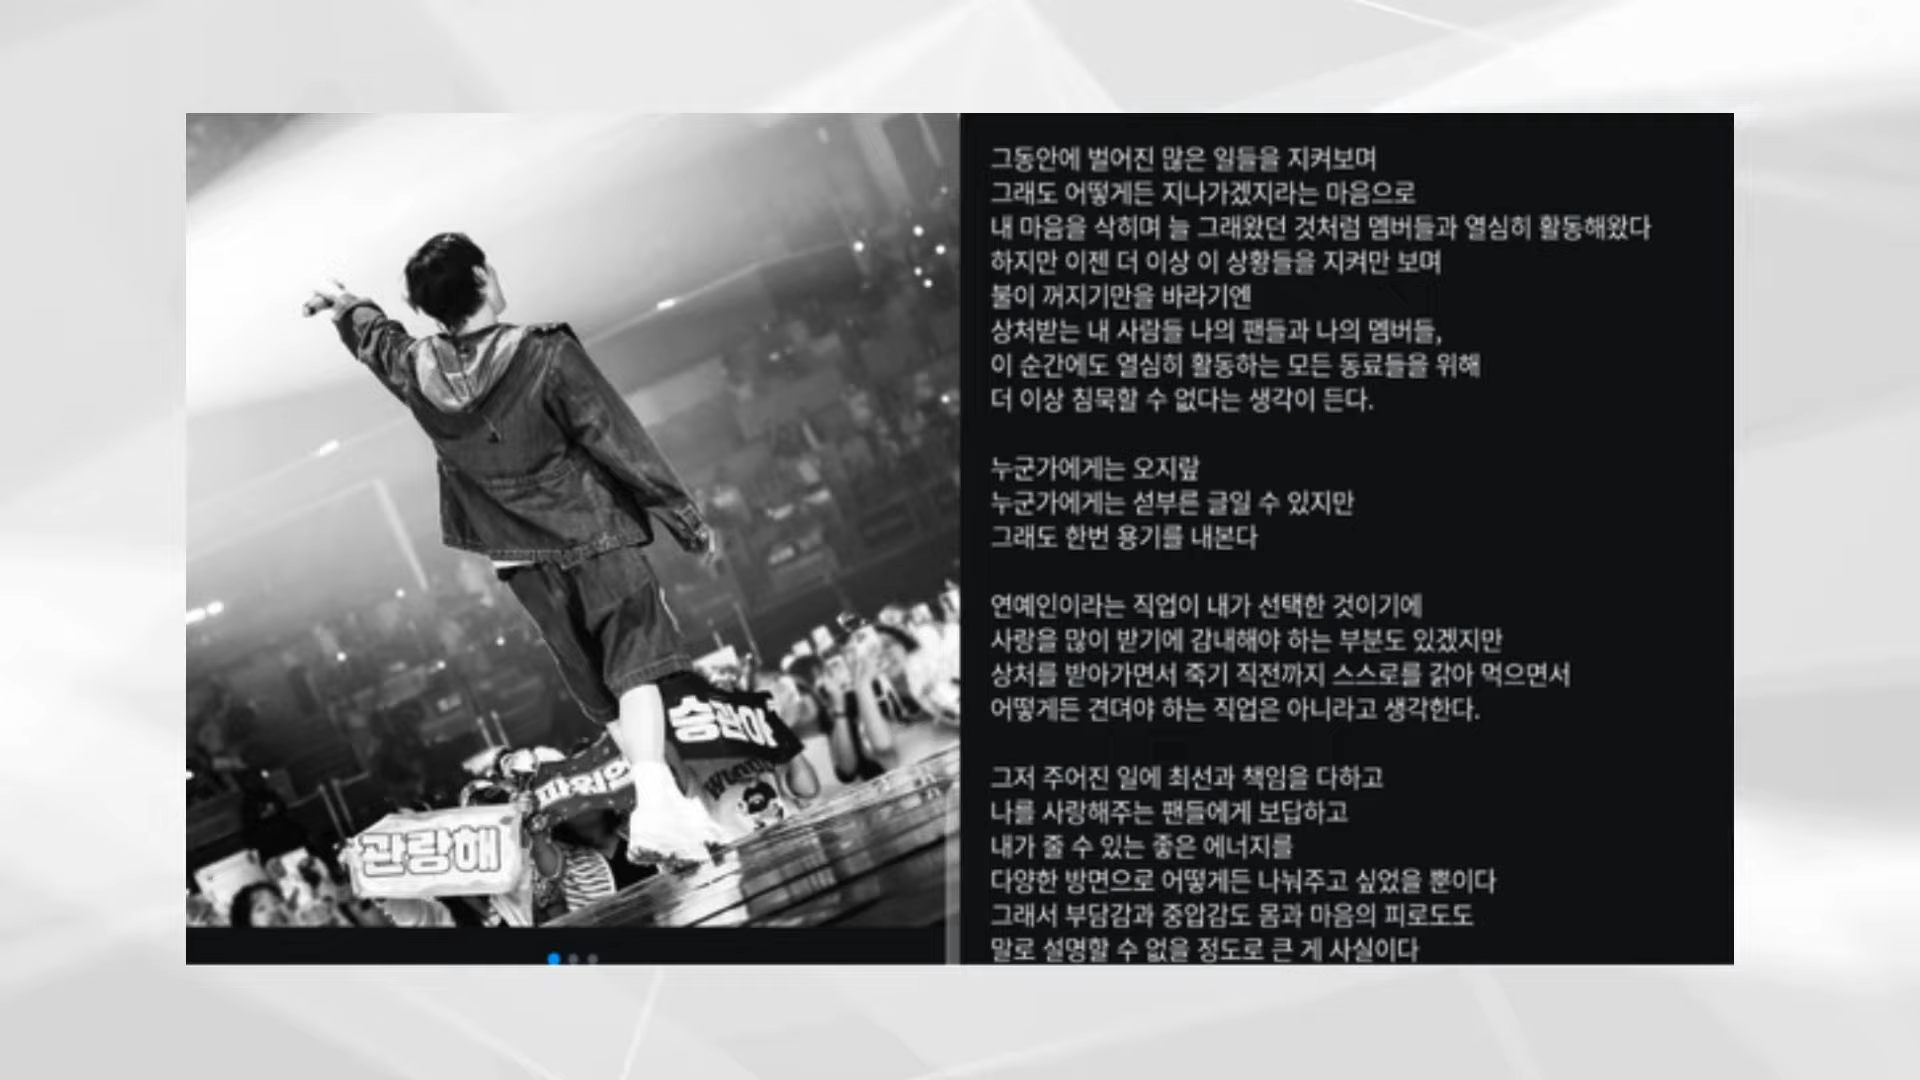 그동안에 벌어진 많은 일들을 지켜보며
그래도 어떻게든 지나가겠지라는 마음으로
내 마음을 삭히며 늘 그래왔던 것처럼 멤버들과 열심히 활동해왔다
하지만 이젠 더 이상 이 상황들을 지켜만 보며
불이 꺼지기만을 바라기엔
상처받는 내 사람들 나의 팬들과 나의 멤버들,
이 순간에도 열심히 활동하는 모든 동료들을 위해
더 이상 침묵할 수 없다는 생각이 든다.
누군가에게는 오지랖
누군가에게는 섣부른 글일 수 있지만
그래도 한번 용기를 내본다
연예인이라는 직업이 내가 선택한 것이기에
사랑을 많이 받기에 감내해야 하는 부분도 있겠지만
상처를 받아가면서 죽기 직전까지 스스로를 갉아 먹으면서
어떻게든 견뎌야 하는 직업은 아니라고 생각한다.
그저 주어진 일에 최선과 책임을 다하고
나를 사랑해주는 팬들에게 보답하고
내가 줄 수 있는 좋은 에너지를
다양한 방면으로 어떻게든 나눠주고 싶었을 뿐이다
그래서 부담감과 중압감도 몸과 마음의 피로도도
말로 설명할 수 없을 정도로 큰 게 사실이다
승관아
파워의
관랑해